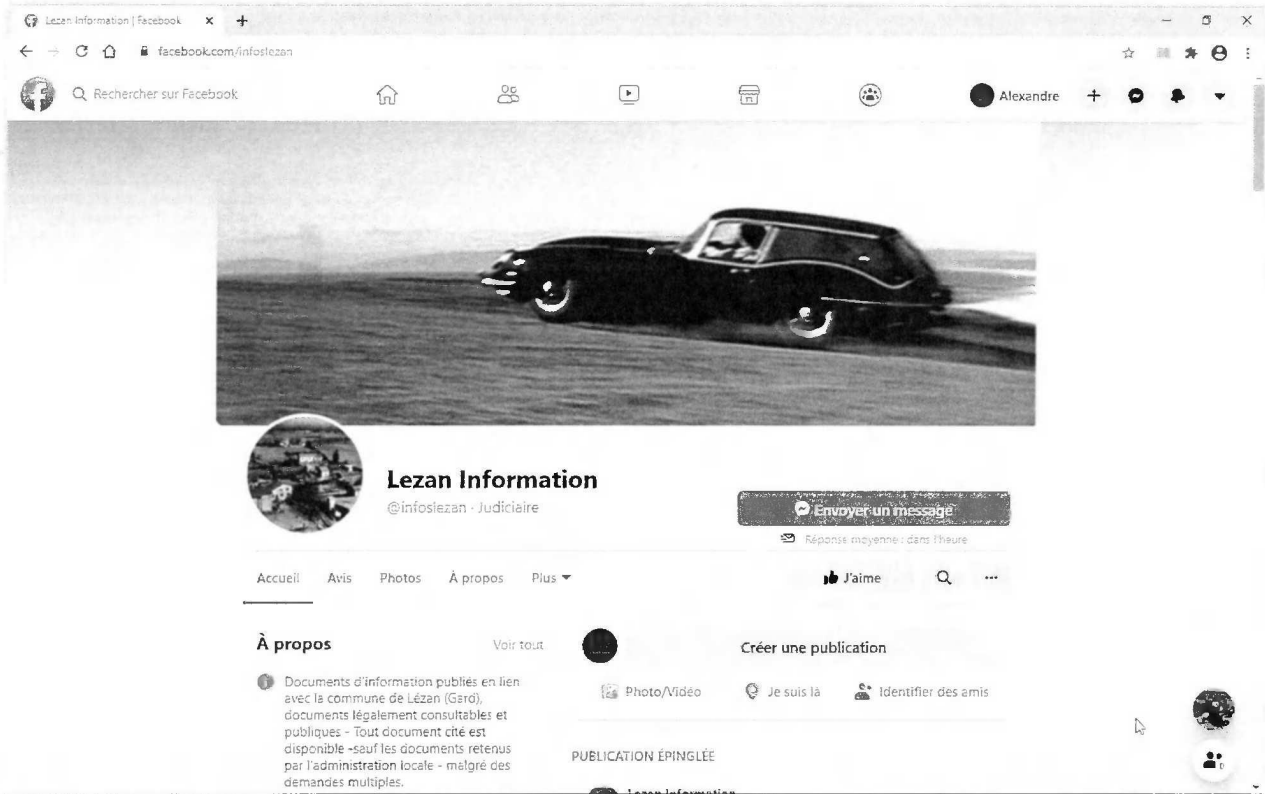 Lezan Information | Facebook
facebook.com/infoslezan
Rechercher sur Facebook
Alexandre
Lezan Information
@infoslezan · Judiciaire
Envoyer un message
Réponse moyenne : dans l'heure
Accueil Avis Photos À propos Plus
J'aime
À propos
Voir tout
Documents d'information publiés en lien
avec la commune de Lézan (Gard),
documents légalement consultables et
publiques - Tout document cité est
disponible -sauf les documents retenus
par l'administration locale - malgré des
demandes multiples.
Créer une publication
Photo/Vidéo Je suis là Identifier des amis
PUBLICATION ÉPINGLÉE
Lezan Information